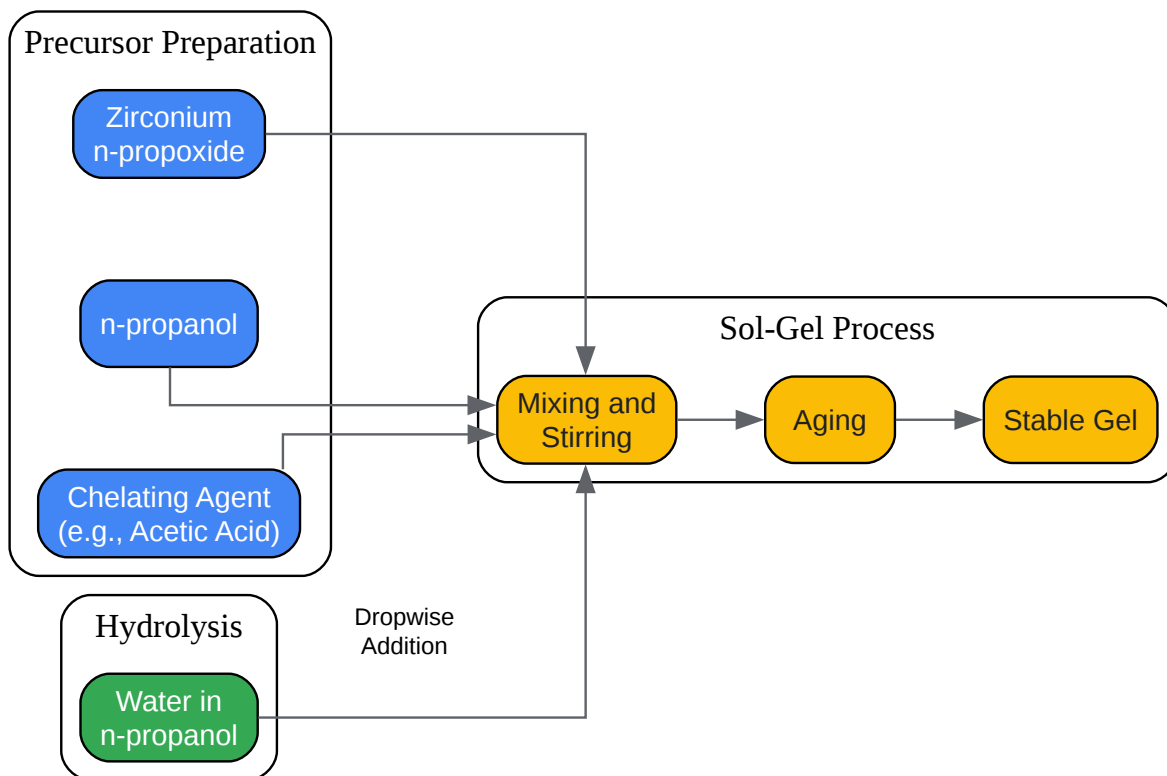 Precursor Preparation
Zirconium
n-propoxide
n-propanol
Chelating Agent
(e.g., Acetic Acid)
Hydrolysis
Water in
n-propanol
Dropwise
Addition
Sol-Gel Process
Mixing and
Stirring
Aging
Stable Gel